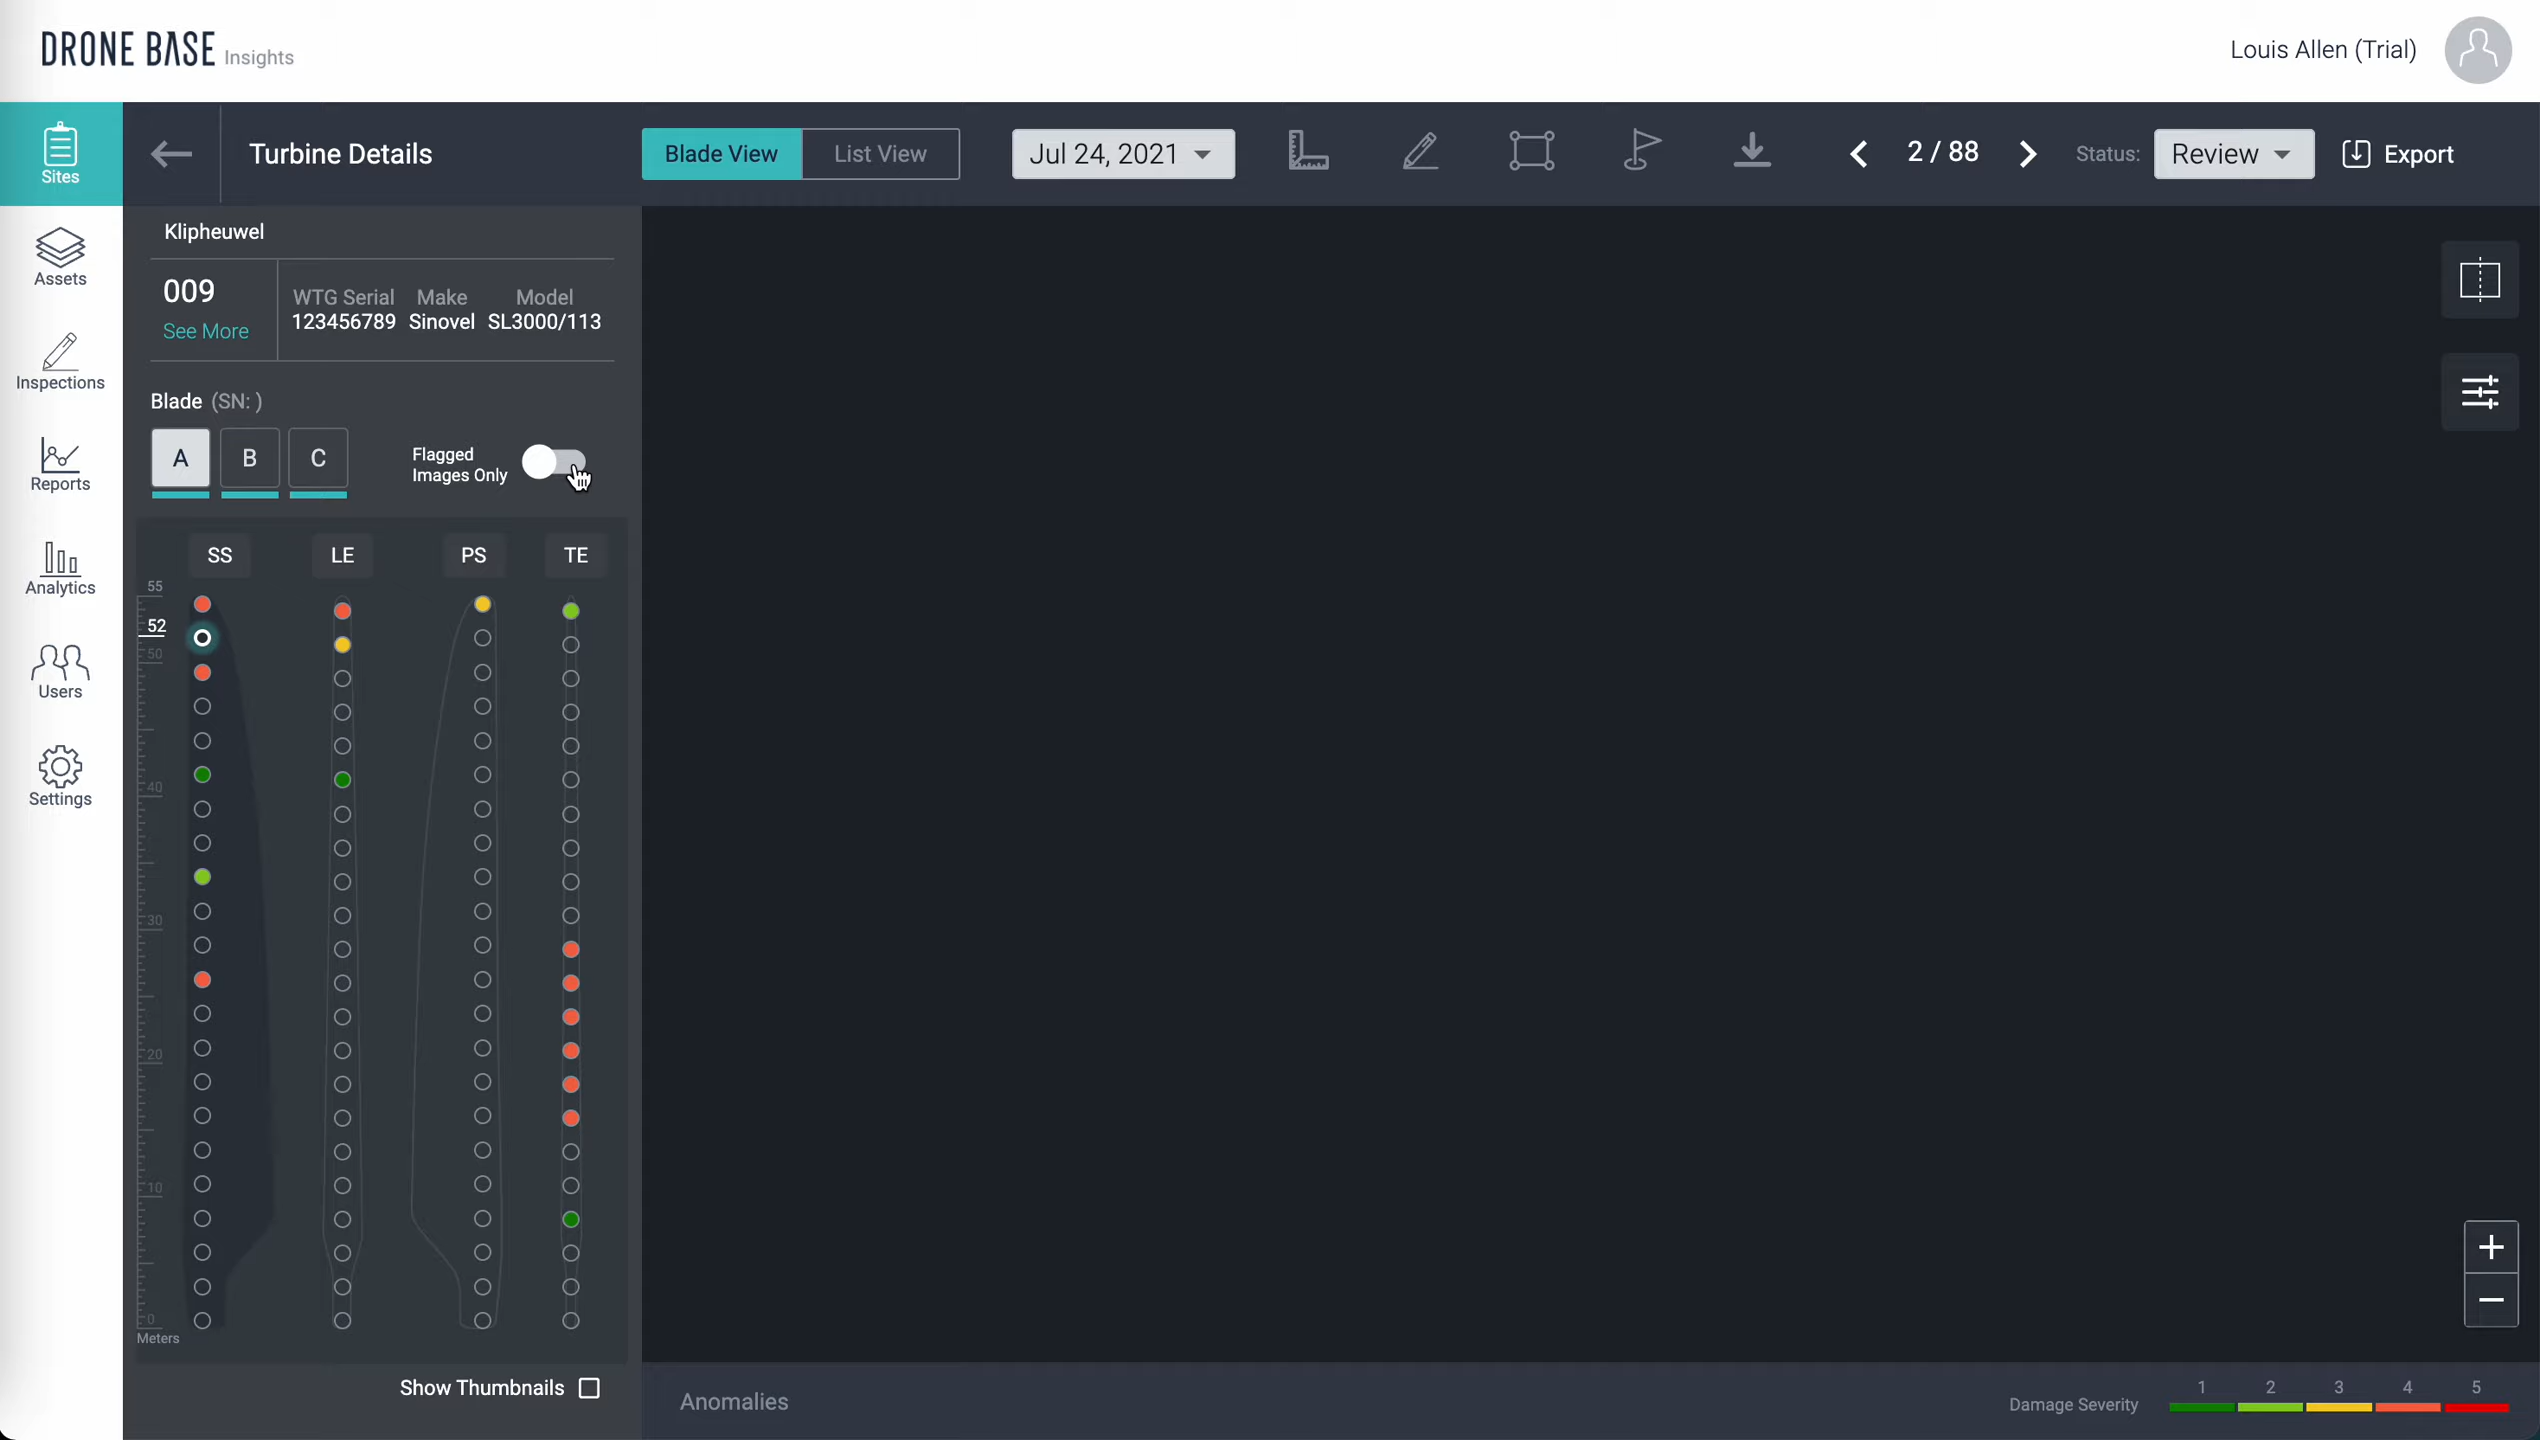 DRONE BASE Insights
Louis Allen (Trial)
Sites
Turbine Details
Blade View
List View
Jul 24, 2021
2 / 88
Status:
Review
Export
Assets
Inspections
Reports
Analytics
Users
Settings
Klipheuwel
009
See More
WTG Serial Make Model
123456789 Sinovel SL3000/113
Blade (SN: )
A B C
Flagged
Images Only
SS LE PS TE
55
52
50
40
30
20
10
0
Meters
Show Thumbnails
Anomalies
Damage Severity
1 2 3 4 5